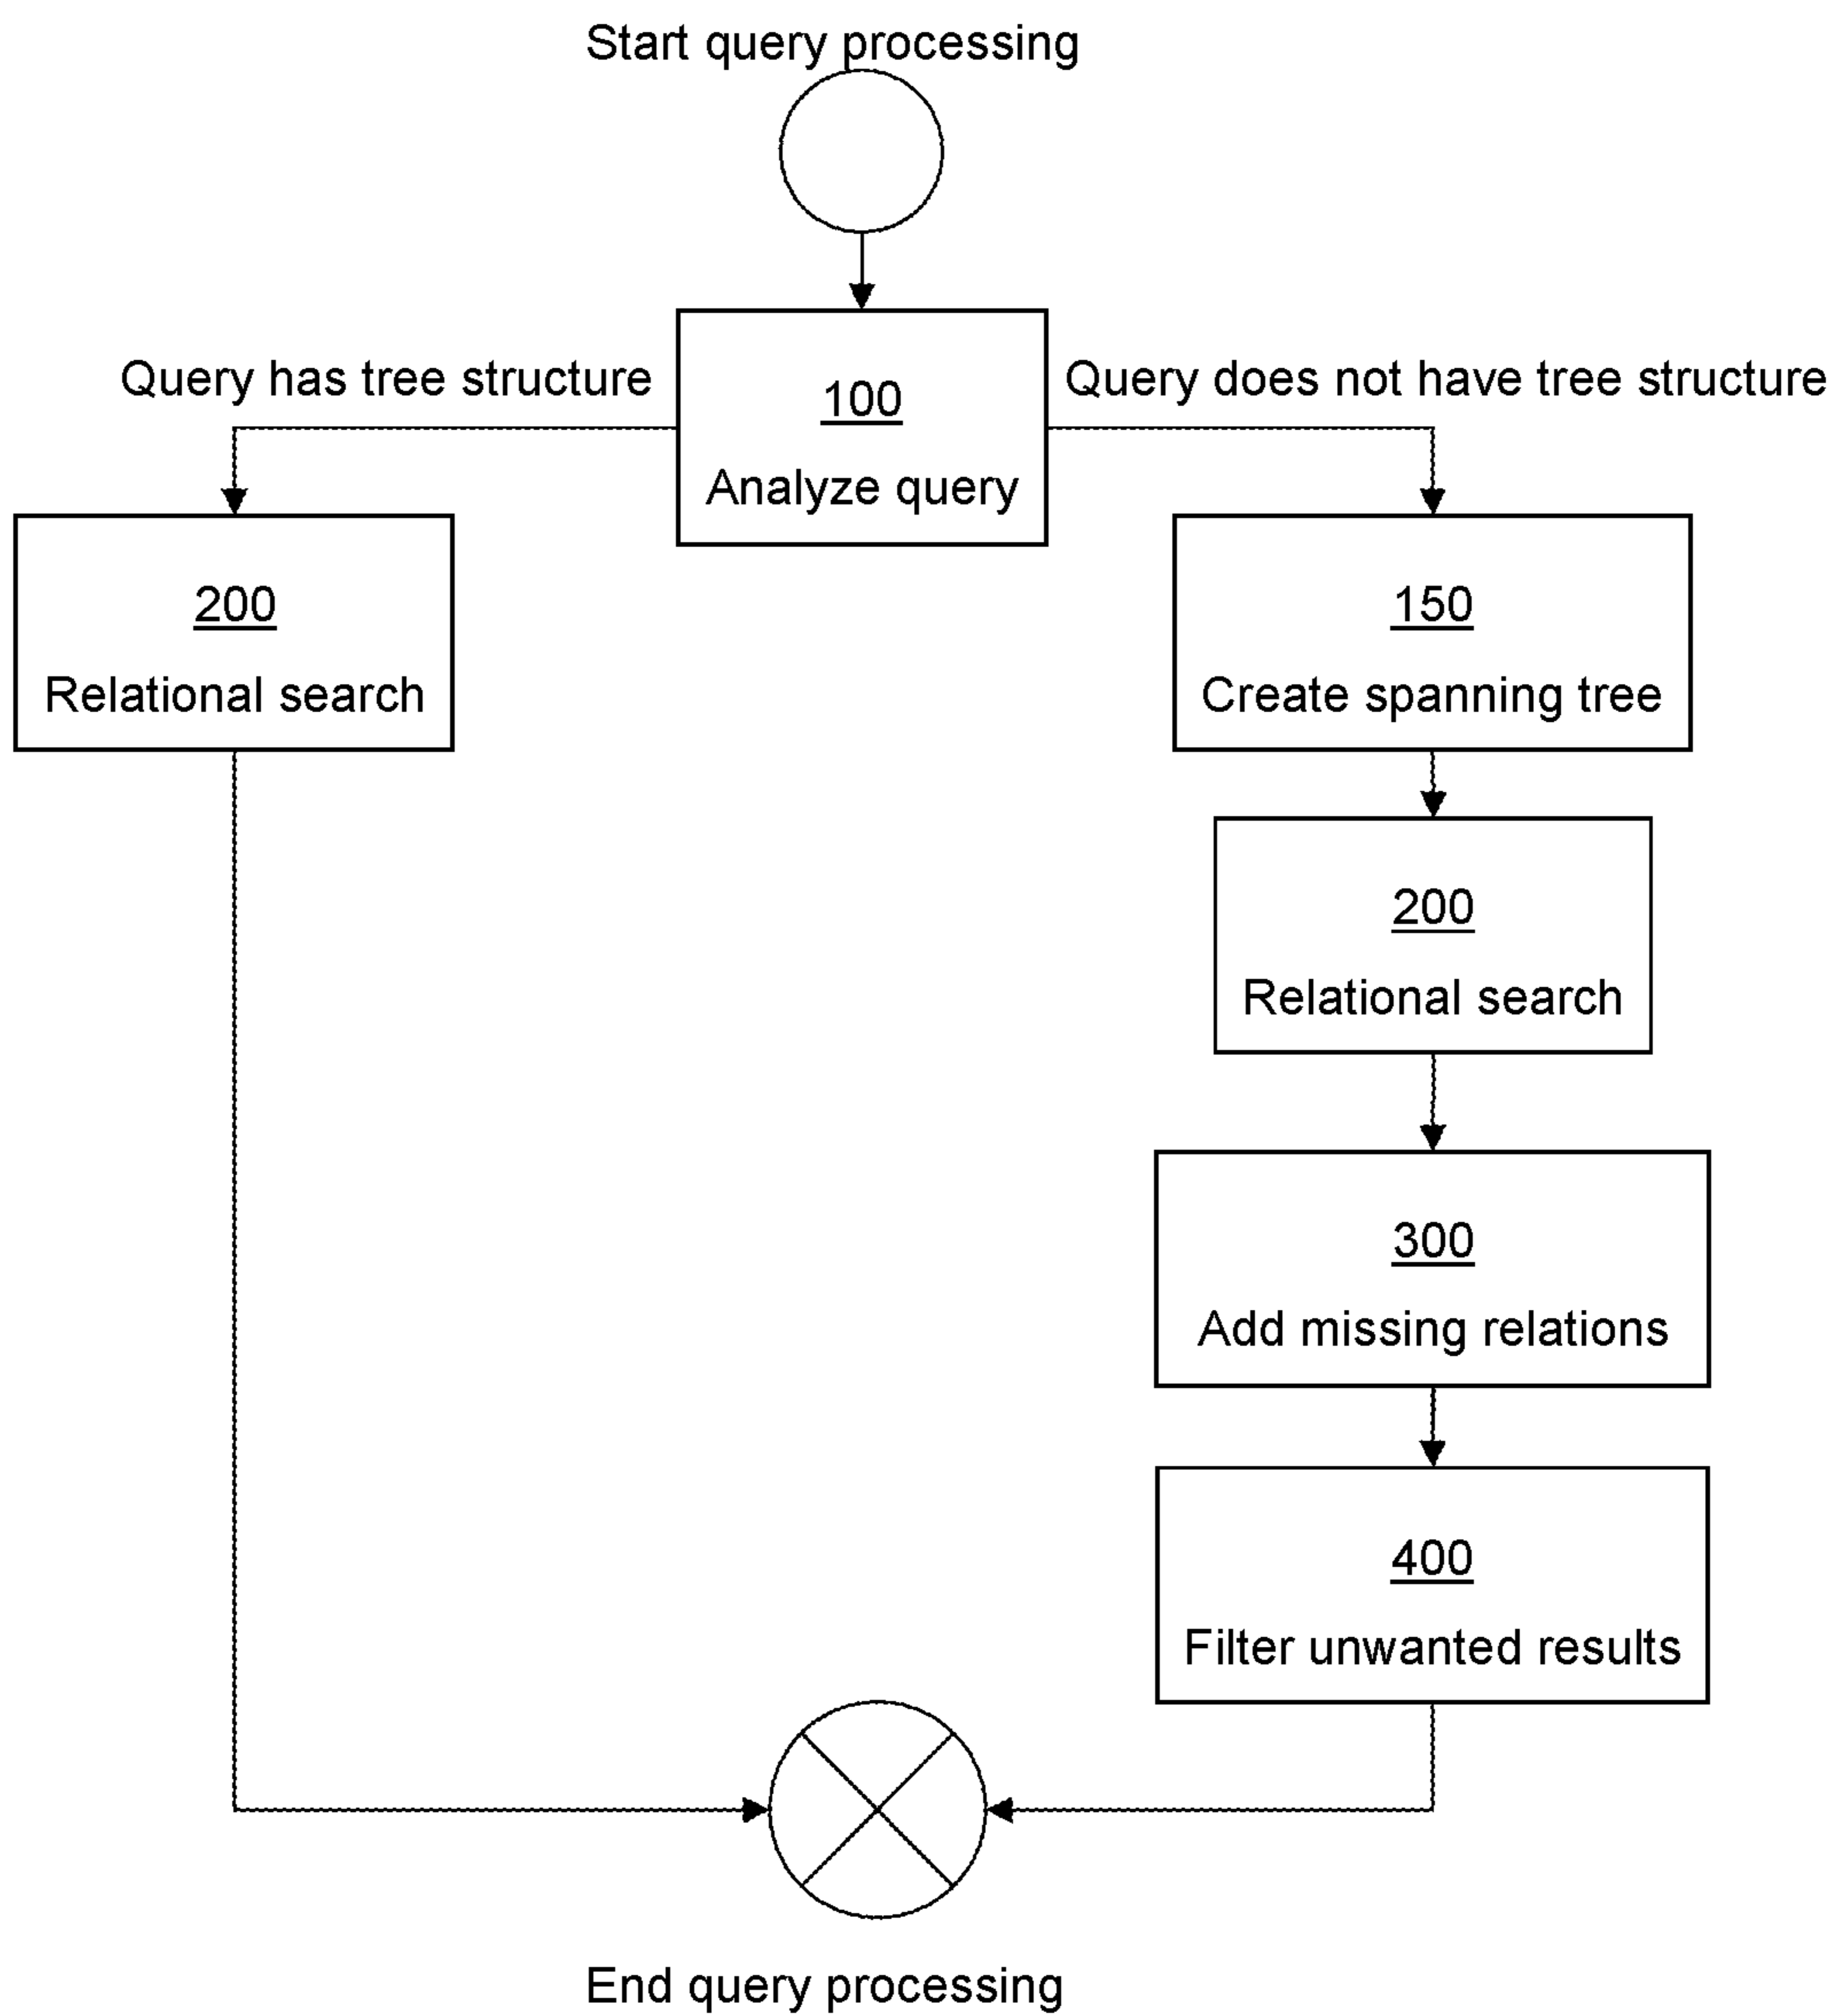 Start query processing
Query has tree structure
100
Analyze query
Query does not have tree structure
200
Relational search
150
Create spanning tree
200
Relational search
300
Add missing relations
400
Filter unwanted results
End query processing